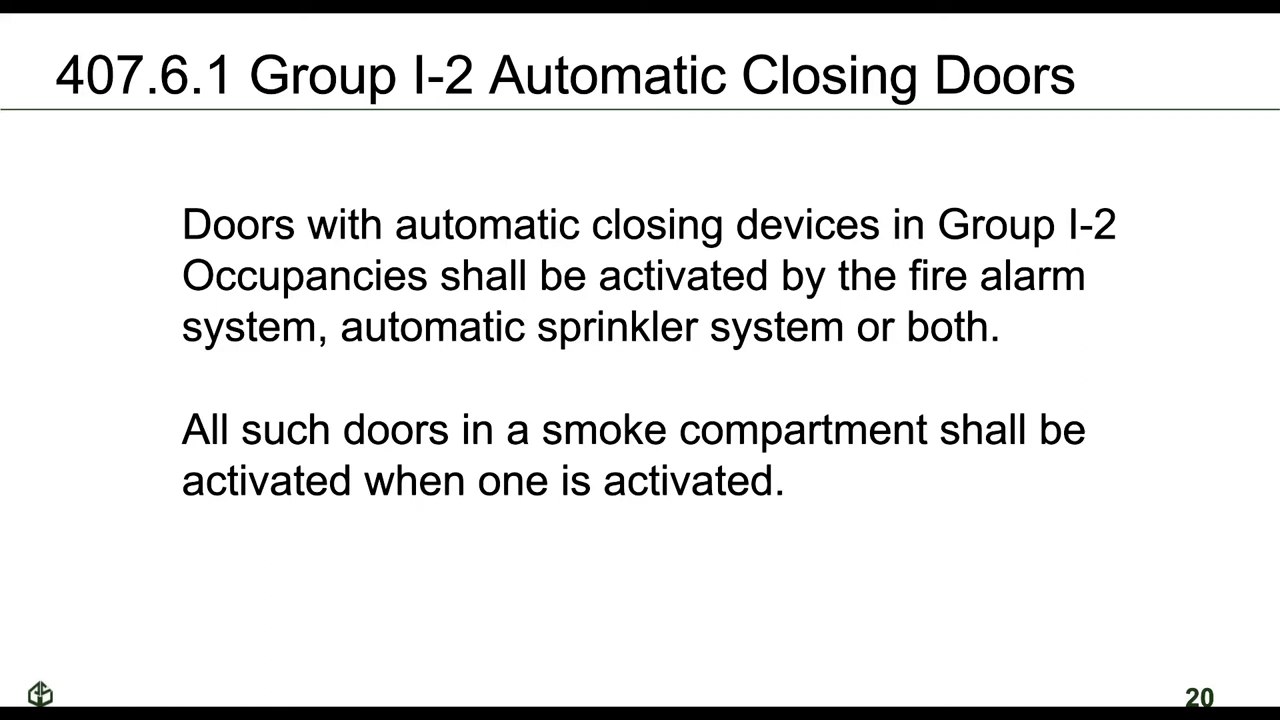 407.6.1 Group I-2 Automatic Closing Doors
Doors with automatic closing devices in Group I-2
Occupancies shall be activated by the fire alarm
system, automatic sprinkler system or both.
All such doors in a smoke compartment shall be
activated when one is activated.
20